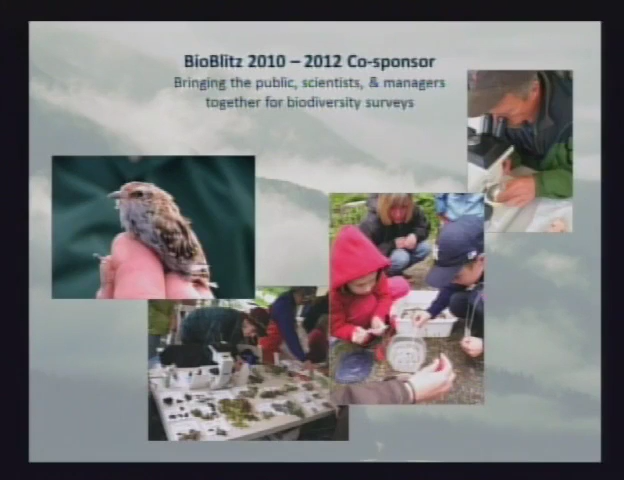 BioBlitz 2010 – 2012 Co-sponsor
Bringing the public, scientists, & managers
together for biodiversity surveys